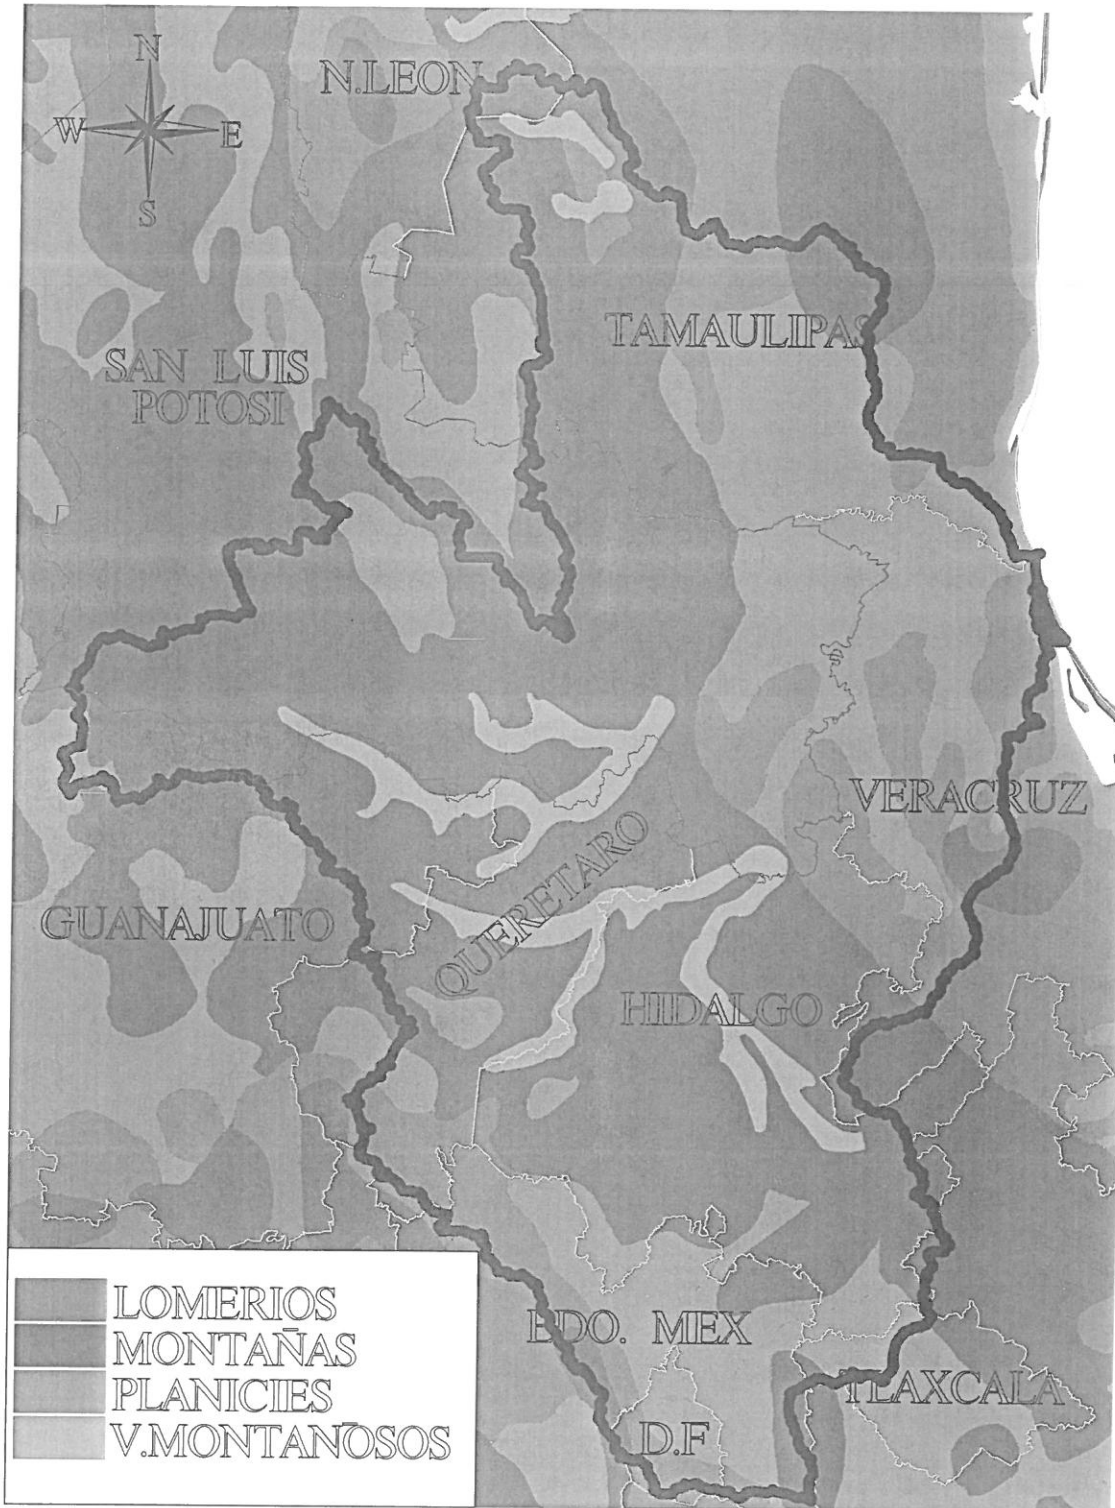 N
N.LEON
W
E
S
TAMAULIPAS
SAN LUIS
POTOSI
VERACRUZ
QUERETARO
GUANAJUATO
HIDALGO
LOMERIOS
MONTAÑAS
PLANICIES
V.MONTAÑOSOS
EDO. MEX
TLAXCALA
D.F